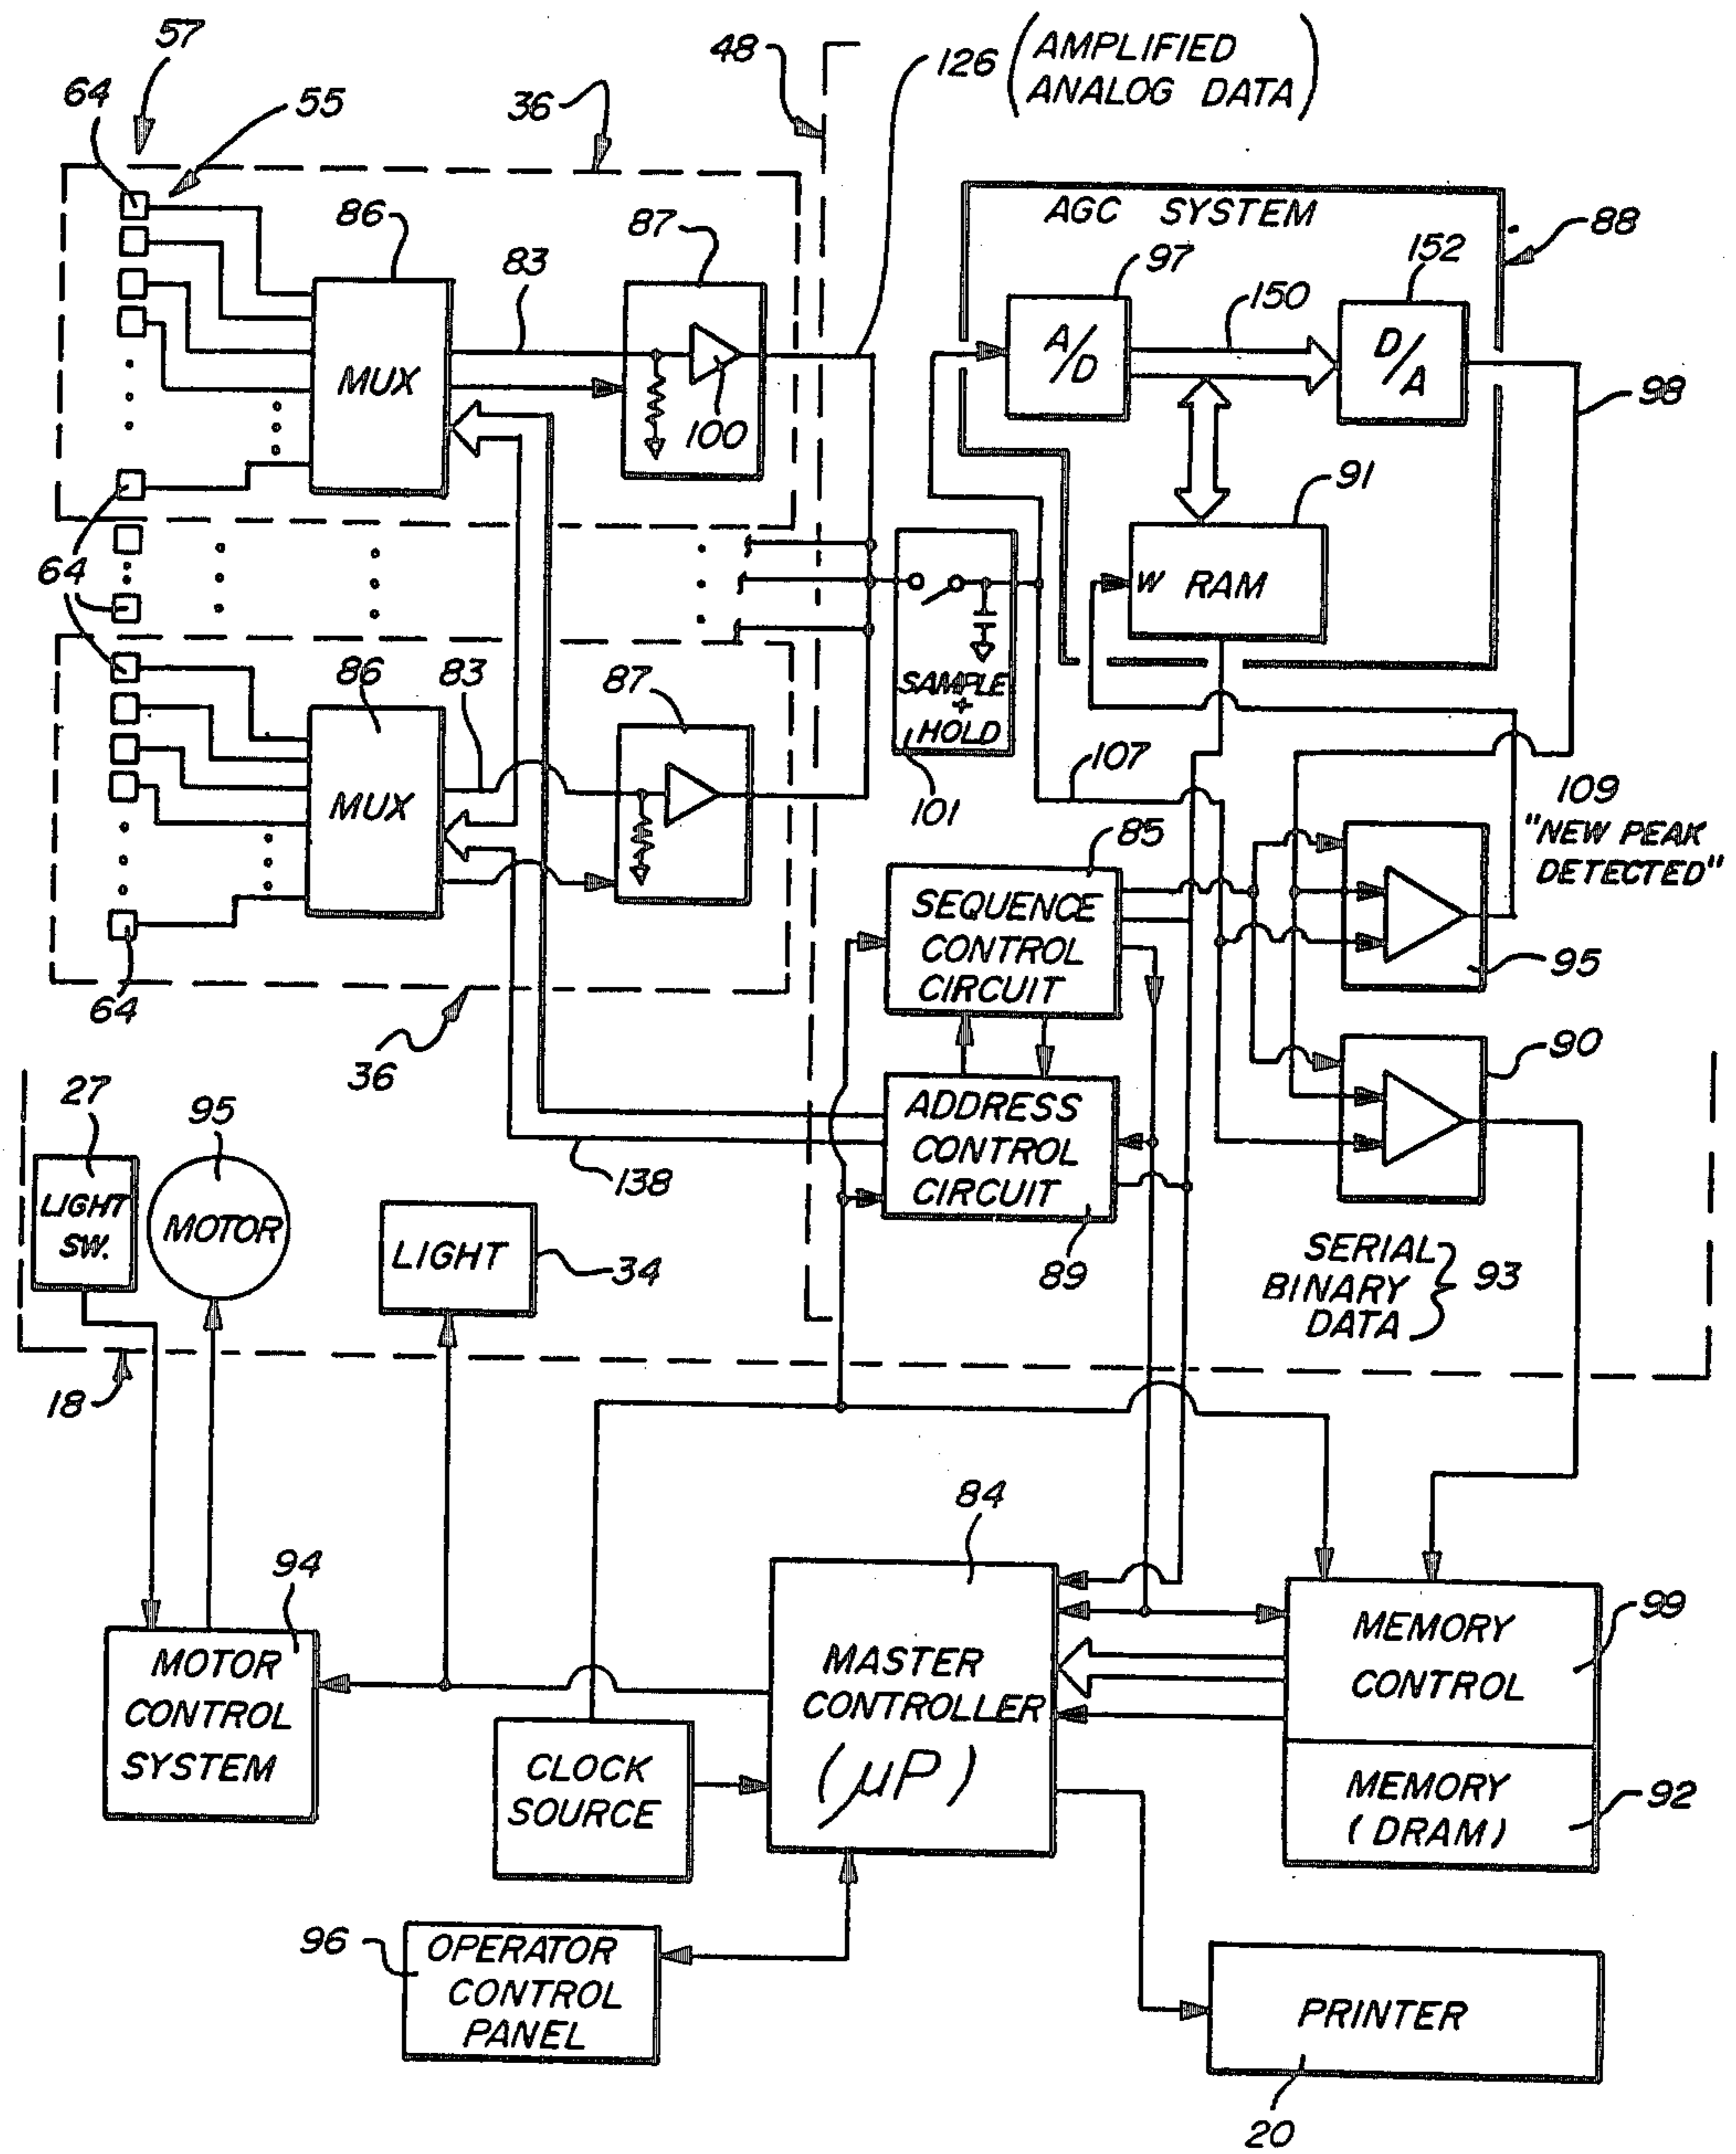 57
48
126 (AMPLIFIED
ANALOG DATA)
64
55
36
86
83
87
AGC SYSTEM
88
97
150
152
MUX
100
A/D
D/A
98
91
64
W RAM
64
86
83
87
SAMPLE
+
HOLD
101
107
109
"NEW PEAK
DETECTED"
MUX
85
SEQUENCE
CONTROL
CIRCUIT
95
64
36
90
27
95
ADDRESS
CONTROL
CIRCUIT
138
LIGHT
SW.
MOTOR
LIGHT
34
89
SERIAL
BINARY
DATA
93
18
84
94
MOTOR
CONTROL
SYSTEM
MASTER
CONTROLLER
(μP)
MEMORY
CONTROL
99
CLOCK
SOURCE
MEMORY
(DRAM)
92
96
OPERATOR
CONTROL
PANEL
PRINTER
20